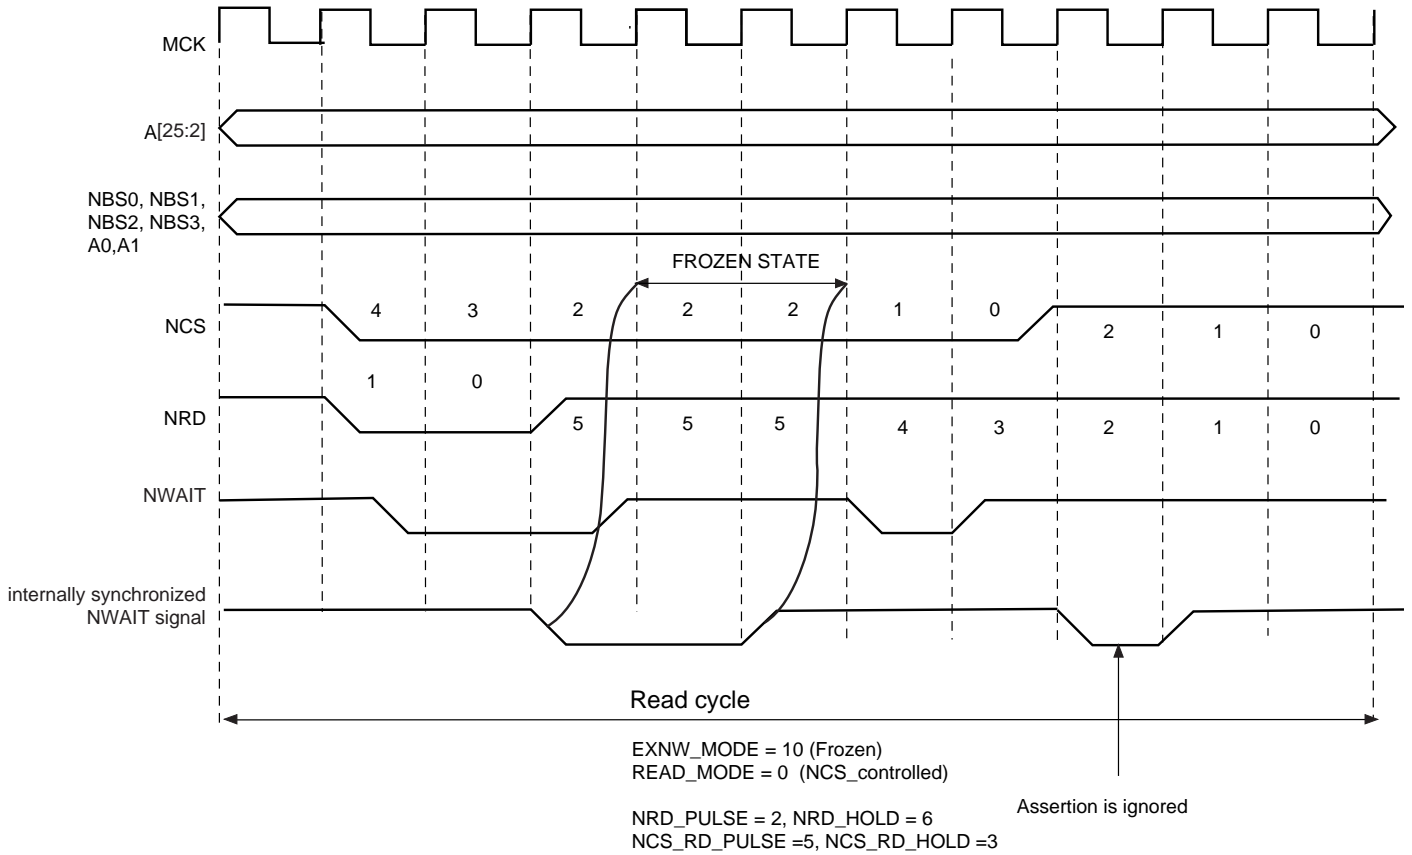 MCK
A[25:2]
NBS0, NBS1,
NBS2, NBS3,
A0,A1
FROZEN STATE
4 3 2 2 2 1 0
NCS
2 1 0
1 0
NRD
5 5 5 4 3 2 1 0
NWAIT
internally synchronized
NWAIT signal
Read cycle
EXNW_MODE = 10 (Frozen)
READ_MODE = 0 (NCS_controlled)
Assertion is ignored
NRD_PULSE = 2, NRD_HOLD = 6
NCS_RD_PULSE =5, NCS_RD_HOLD =3